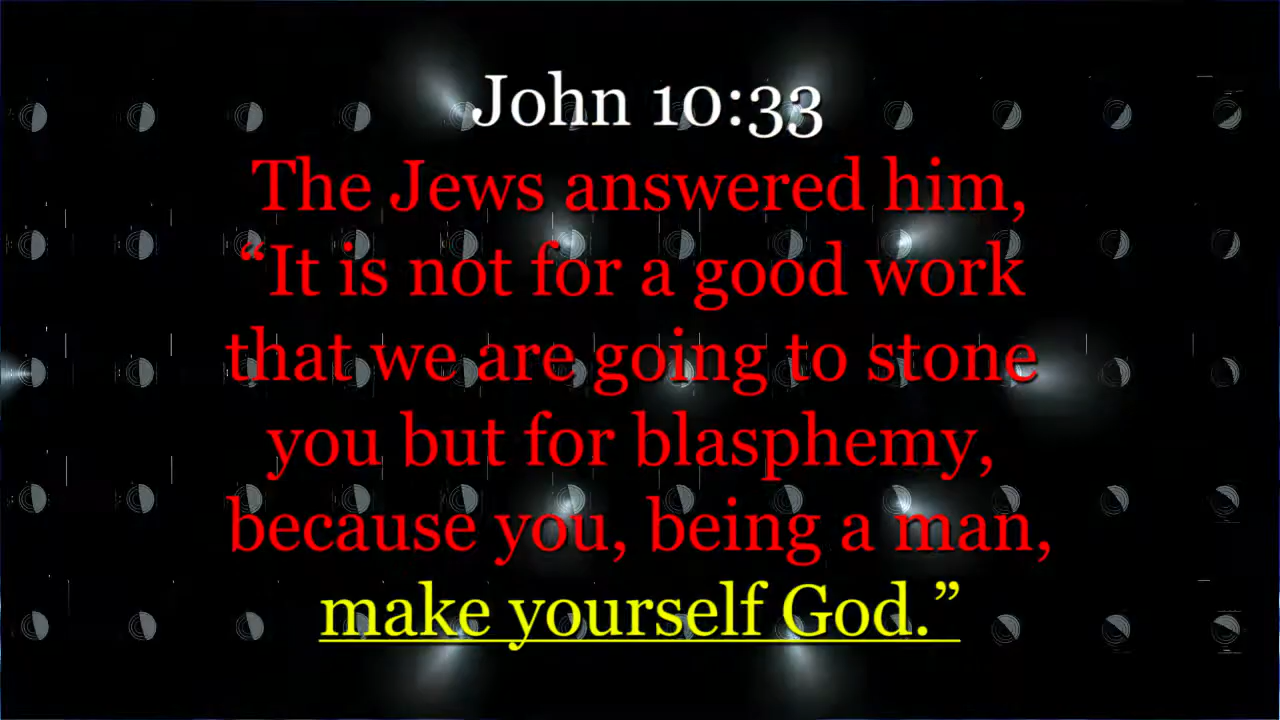 John 10:33
The Jews answered him,
“It is not for a good work
that we are going to stone
you but for blasphemy,
because you, being a man,
make yourself God.”